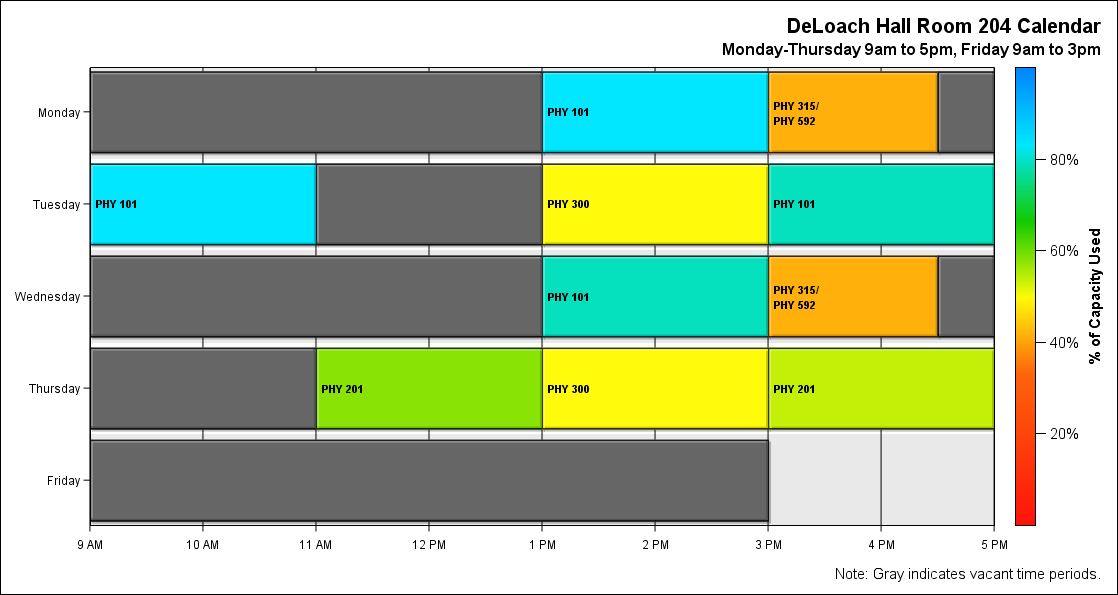 DeLoach Hall Room 204 Calendar
Monday-Thursday 9am to 5pm, Friday 9am to 3pm
Monday
PHY 101
PHY 315/
PHY 592
Tuesday
PHY 101
PHY 300
PHY 101
Wednesday
PHY 101
PHY 315/
PHY 592
Thursday
PHY 201
PHY 300
PHY 201
Friday
9 AM
10 AM
11 AM
12 PM
1 PM
2 PM
3 PM
4 PM
5 PM
80%
60%
40%
20%
% of Capacity Used
Note: Gray indicates vacant time periods.